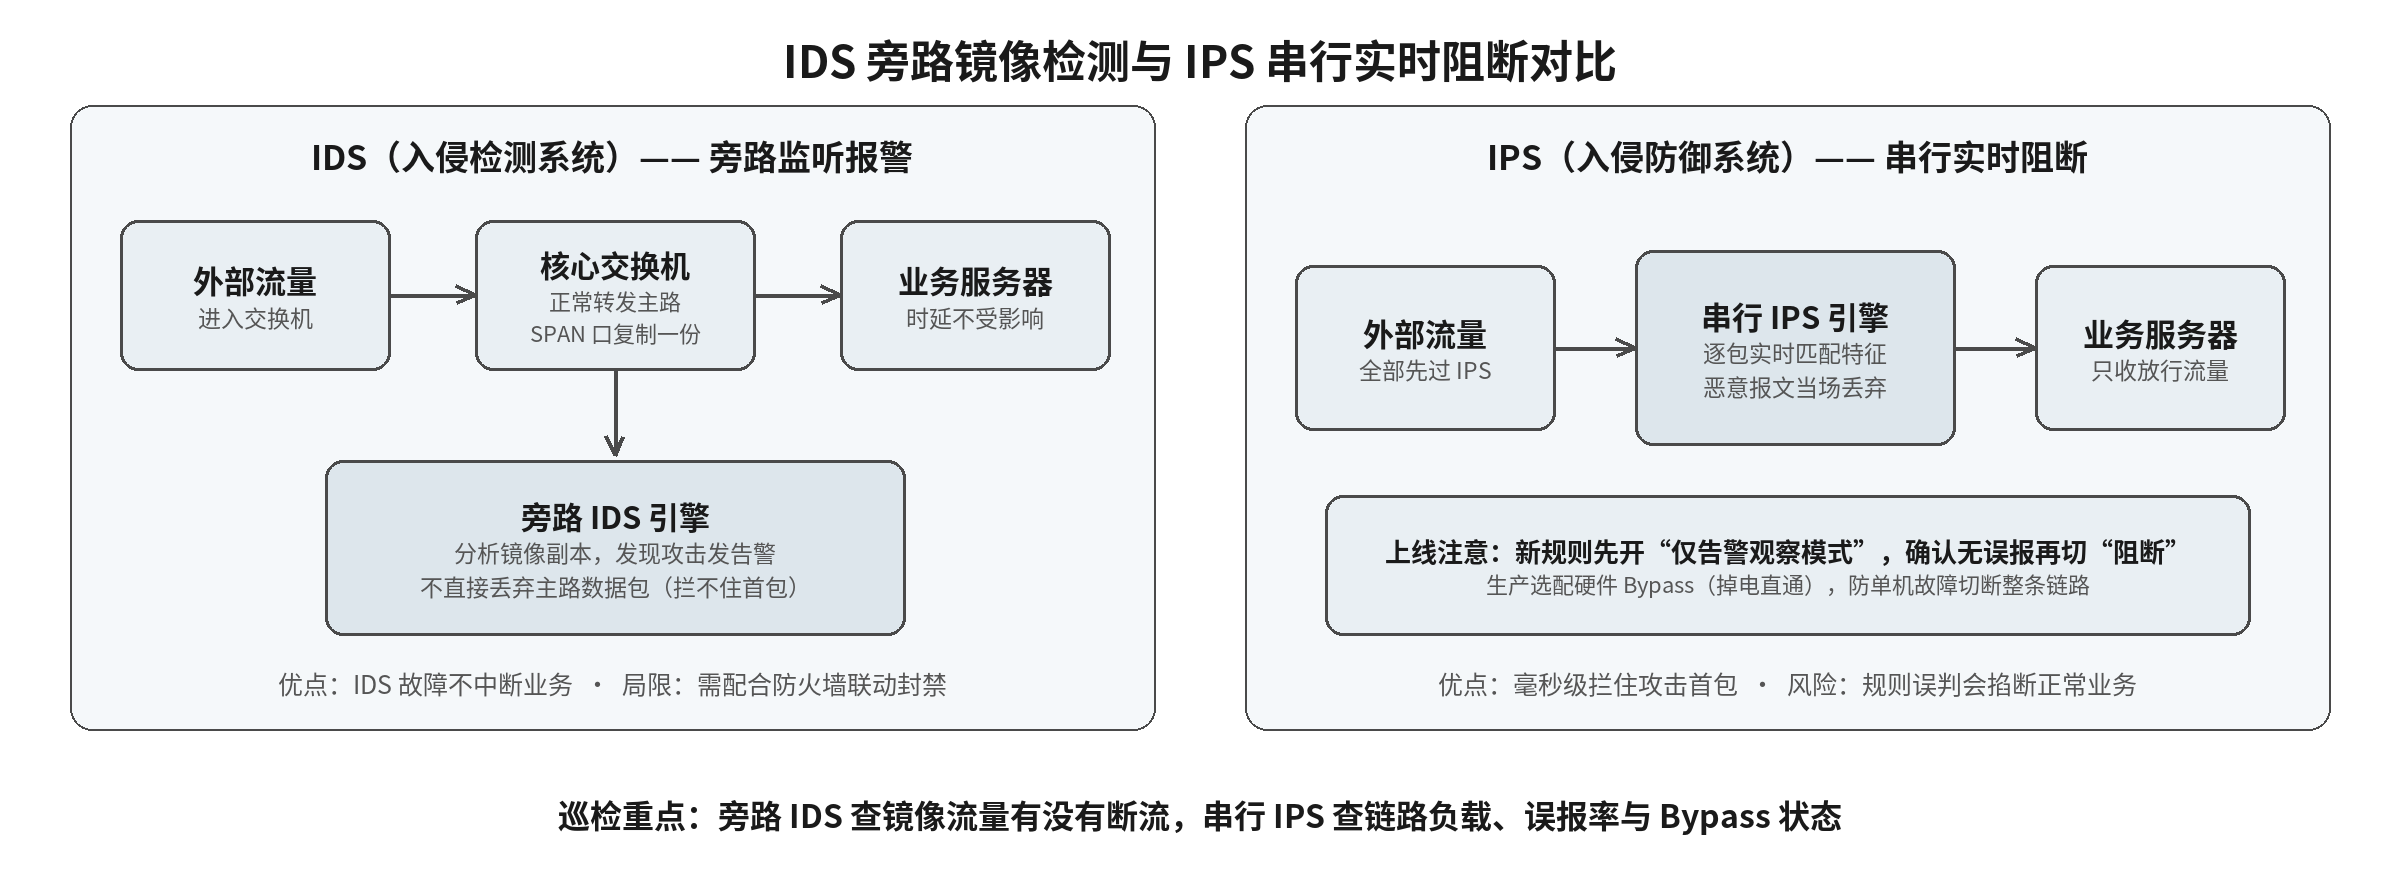 IDS 旁路镜像检测与 IPS 串行实时阻断对比
IDS（入侵检测系统）—— 旁路监听报警
外部流量
进入交换机
核心交换机
正常转发主路
SPAN 口复制一份
业务服务器
时延不受影响
旁路 IDS 引擎
分析镜像副本，发现攻击发告警
不直接丢弃主路数据包（拦不住首包）
优点：IDS 故障不中断业务 · 局限：需配合防火墙联动封禁
IPS（入侵防御系统）—— 串行实时阻断
外部流量
全部先过 IPS
串行 IPS 引擎
逐包实时匹配特征
恶意报文当场丢弃
业务服务器
只收放行流量
上线注意：新规则先开“仅告警观察模式”，确认无误报再切“阻断”
生产选配硬件 Bypass（掉电直通），防单机故障切断整条链路
优点：毫秒级拦住攻击首包 · 风险：规则误判会掐断正常业务
巡检重点：旁路 IDS 查镜像流量有没有断流，串行 IPS 查链路负载、误报率与 Bypass 状态